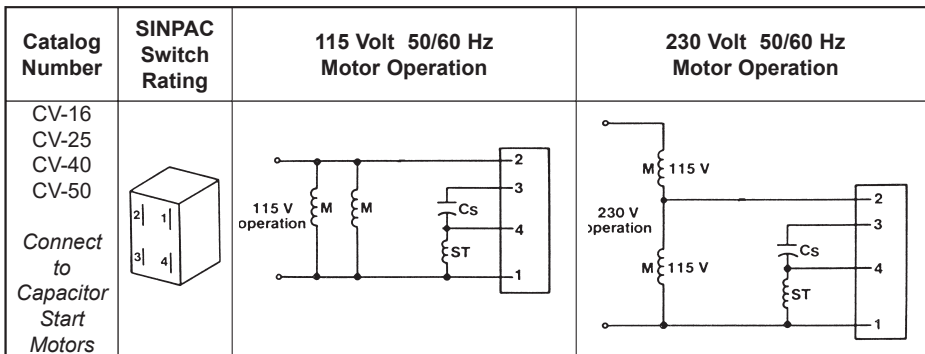 Catalog Number
SINPAC Switch Rating
115 Volt 50/60 Hz Motor Operation
230 Volt 50/60 Hz Motor Operation
CV-16
CV-25
CV-40
CV-50
Connect
to
Capacitor
Start
Motors
2 1
3 4
115 V
operation
M
M
Cs
ST
2
3
4
1
230 V
operation
M 115 V
M 115 V
Cs
ST
2
3
4
1